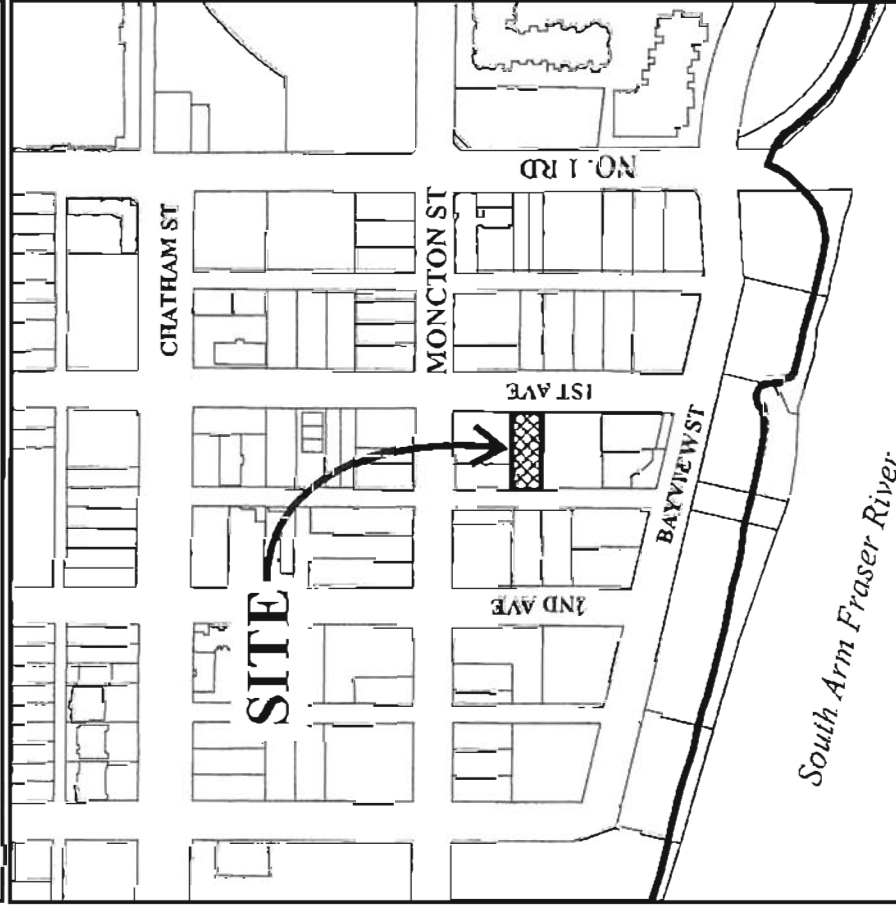 CHATHAM ST
MONCTON ST
NO. 1 RD
1ST AVE
2ND AVE
BAYVIEW ST
SITE
South Arm Fraser River